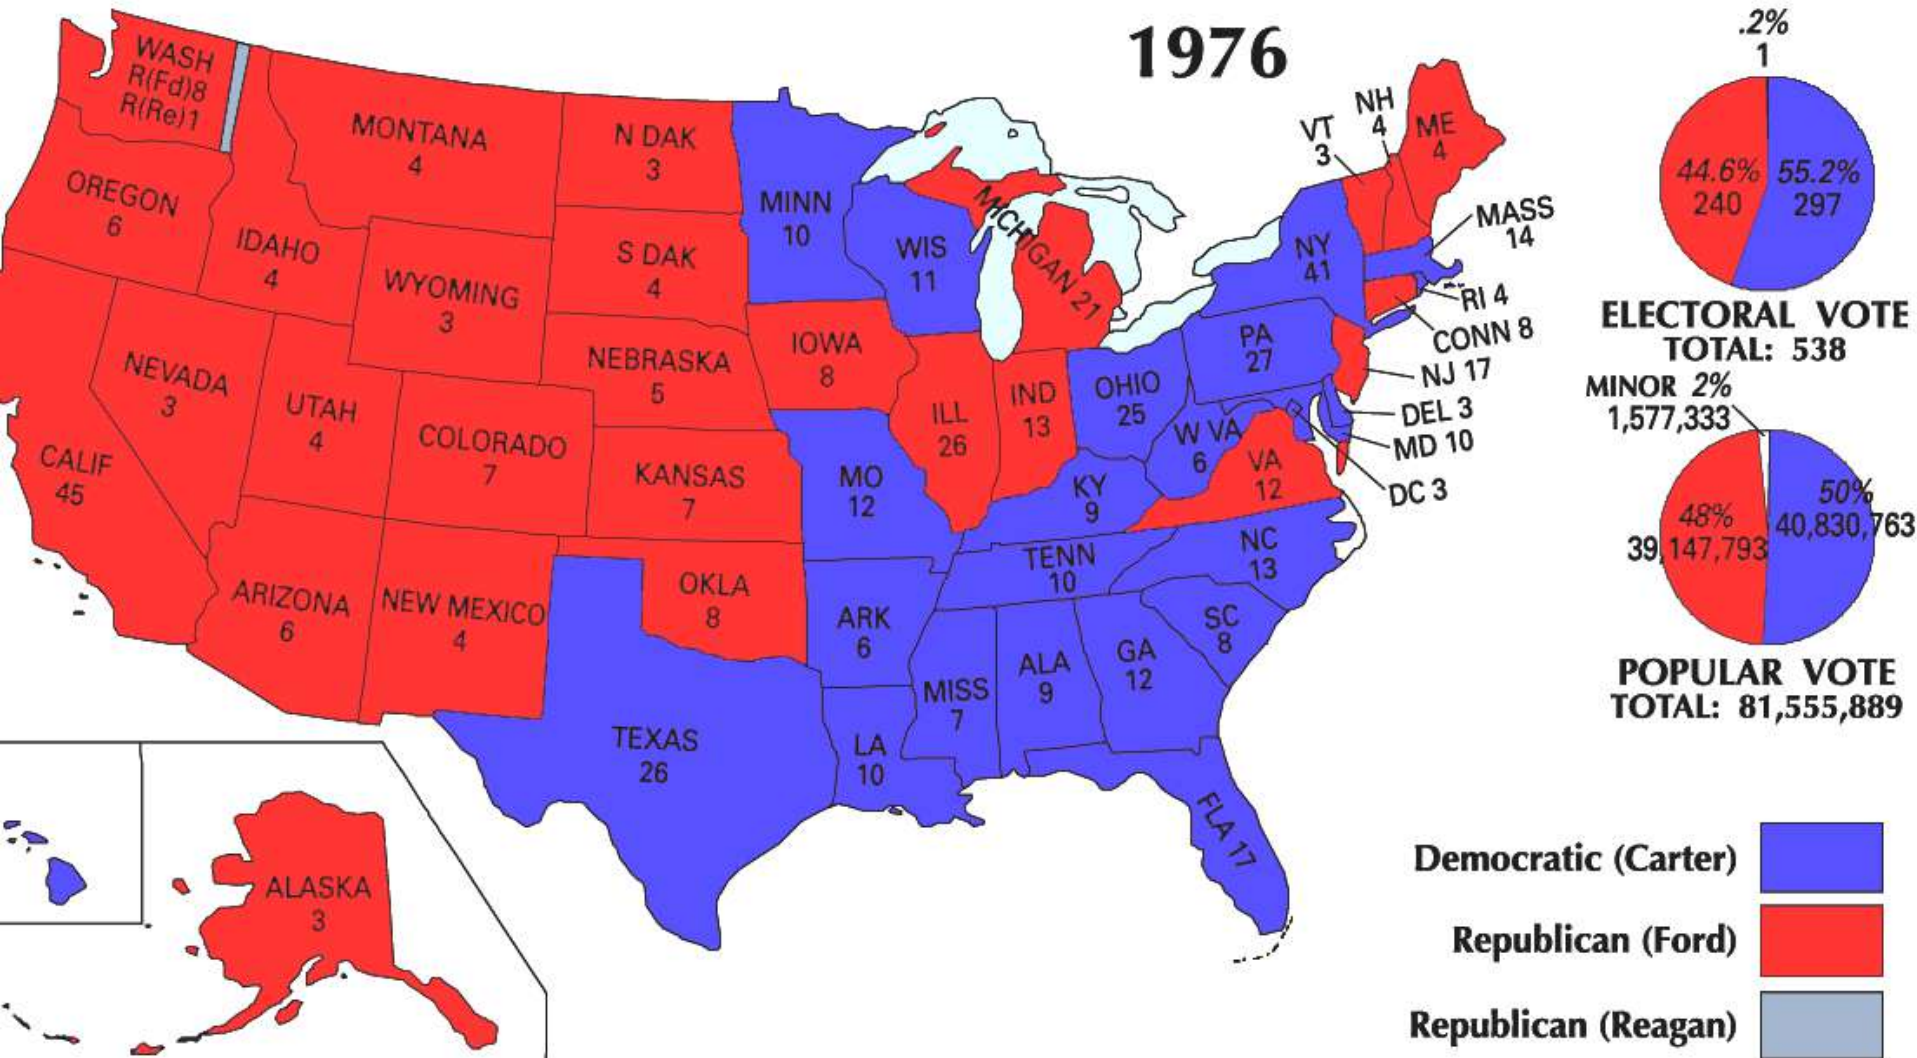 1976
WASH
R(Fd)8
R(Re)1
OREGON
6
CALIF
45
IDAHO
4
NEVADA
3
MONTANA
4
WYOMING
3
UTAH
4
COLORADO
7
ARIZONA
6
NEW MEXICO
4
N DAK
3
S DAK
4
NEBRASKA
5
KANSAS
7
OKLA
8
TEXAS
26
MINN
10
IOWA
8
MO
12
ARK
6
LA
10
WIS
11
ILL
26
MICHIGAN 21
IND
13
OHIO
25
KY
9
TENN
10
MISS
7
ALA
9
GA
12
FLA 17
SC
8
NC
13
VA
12
W VA
6
PA
27
NY
41
VT
3
NH
4
ME
4
MASS
14
RI 4
CONN 8
NJ 17
DEL 3
MD 10
DC 3
ALASKA
3
.2%
1
44.6%
240
55.2%
297
ELECTORAL VOTE
TOTAL: 538
MINOR 2%
1,577,333
48%
39,147,793
50%
40,830,763
POPULAR VOTE
TOTAL: 81,555,889
Democratic (Carter)
Republican (Ford)
Republican (Reagan)